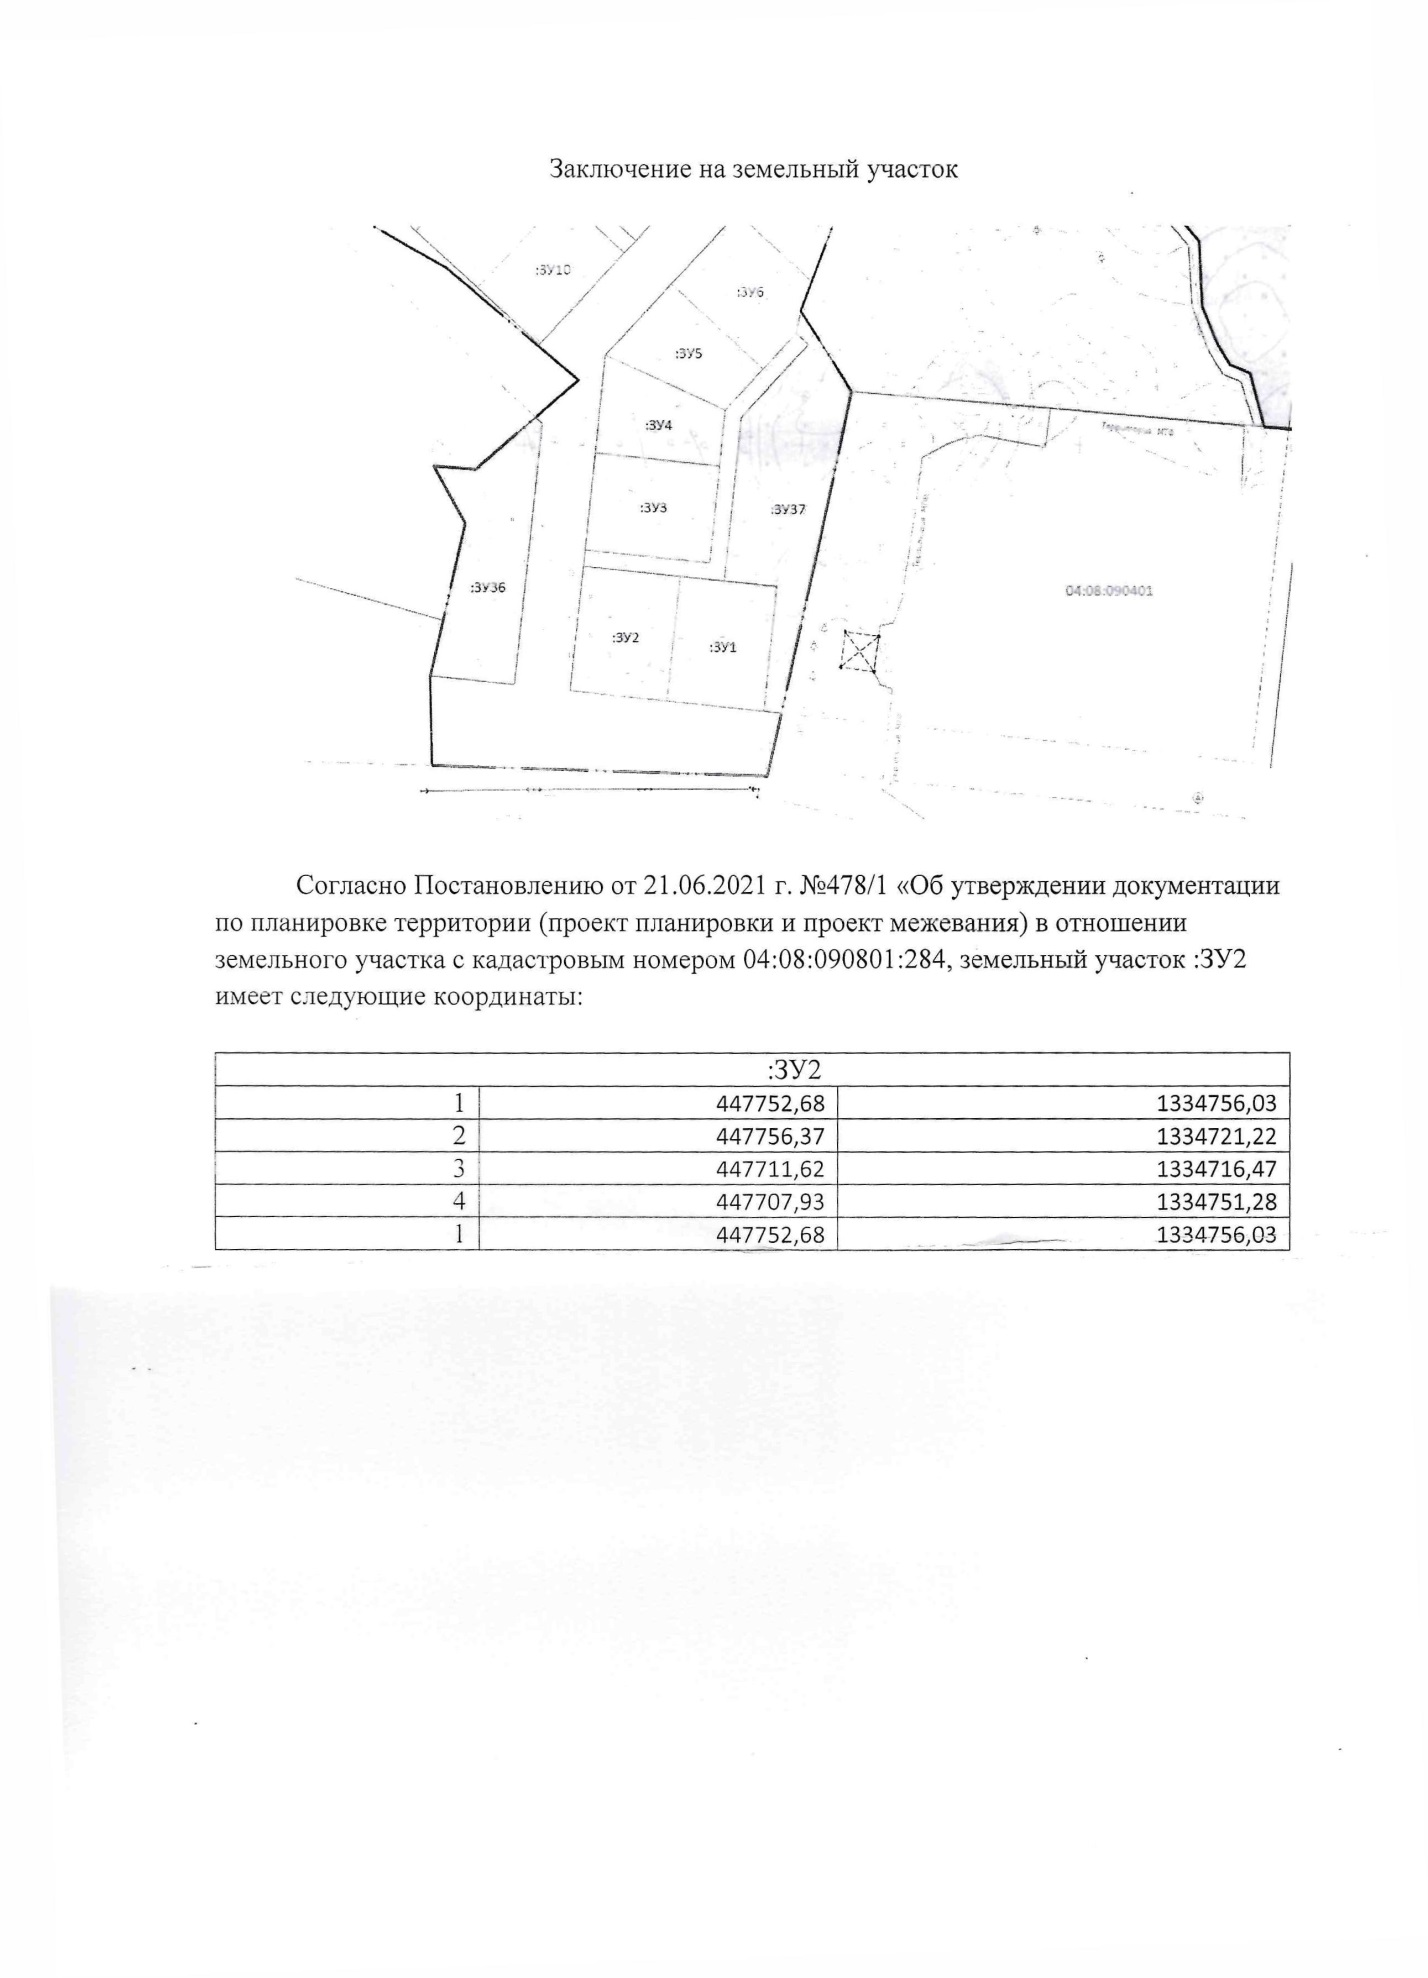 Заключение на земельный участок
:ЗУ10
:ЗУ6
:ЗУ5
:ЗУ4
:ЗУ3
:ЗУ37
:ЗУ36
:ЗУ2
:ЗУ1
04:08:090401
Согласно Постановлению от 21.06.2021 г. №478/1 «Об утверждении документации
по планировке территории (проект планировки и проект межевания) в отношении
земельного участка с кадастровым номером 04:08:090801:284, земельный участок :ЗУ2
имеет следующие координаты:
:ЗУ2
1 447752,68 1334756,03
2 447756,37 1334721,22
3 447711,62 1334716,47
4 447707,93 1334751,28
1 447752,68 1334756,03